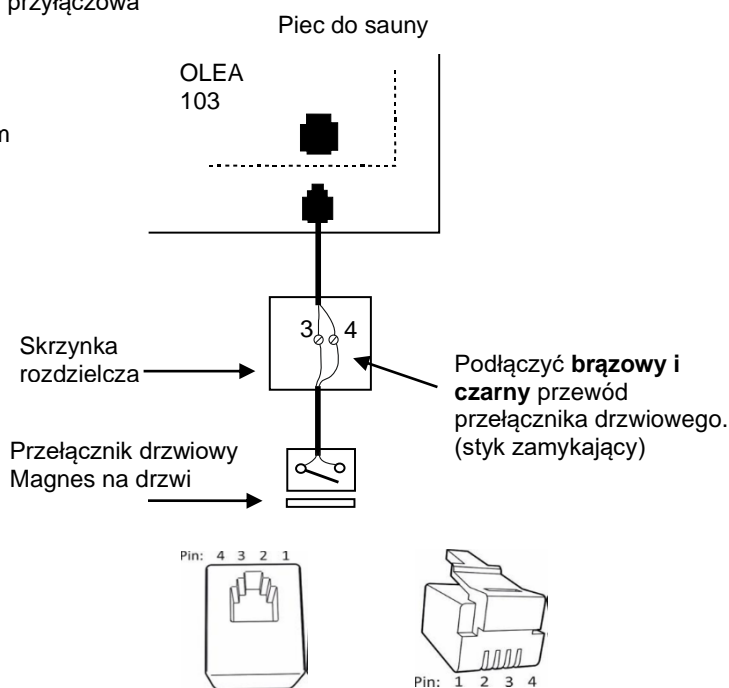 przyłączowa
Piec do sauny
OLEA
103
3 4
Skrzynka
rozdzielcza
Podłączyć brązowy i
czarny przewód
przełącznika drzwiowego.
(styk zamykający)
Przełącznik drzwiowy
Magnes na drzwi
Pin: 4 3 2 1
Pin: 1 2 3 4